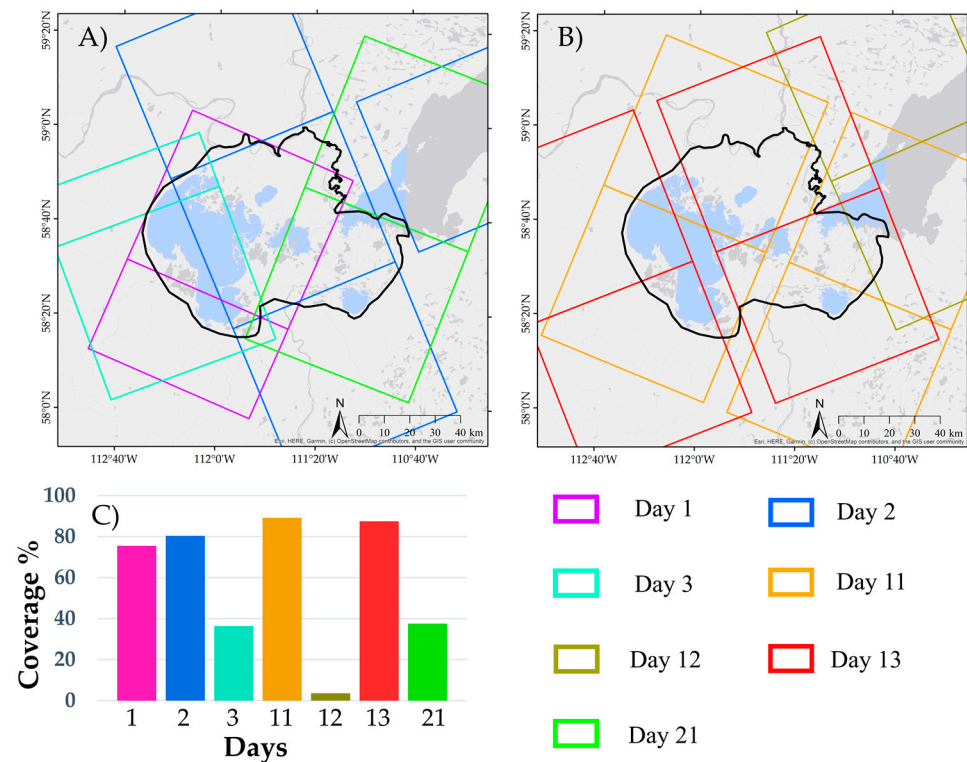 A)
59°20'N
59°0'N
58°40'N
58°20'N
58°0'N
N
0 10 20 40 km
Esri, HERE, Garmin, (c) OpenStreetMap contributors, and the GIS user community
112°40'W 112°0'W 111°20'W 110°40'W
B)
59°20'N
59°0'N
58°40'N
58°20'N
58°0'N
N
0 10 20 40 km
Esri, HERE, Garmin, (c) OpenStreetMap contributors, and the GIS user community
112°40'W 112°0'W 111°20'W 110°40'W
C)
Coverage %
100
80
60
40
20
0
1 2 3 11 12 13 21
Days
Day 1
Day 2
Day 3
Day 11
Day 12
Day 13
Day 21